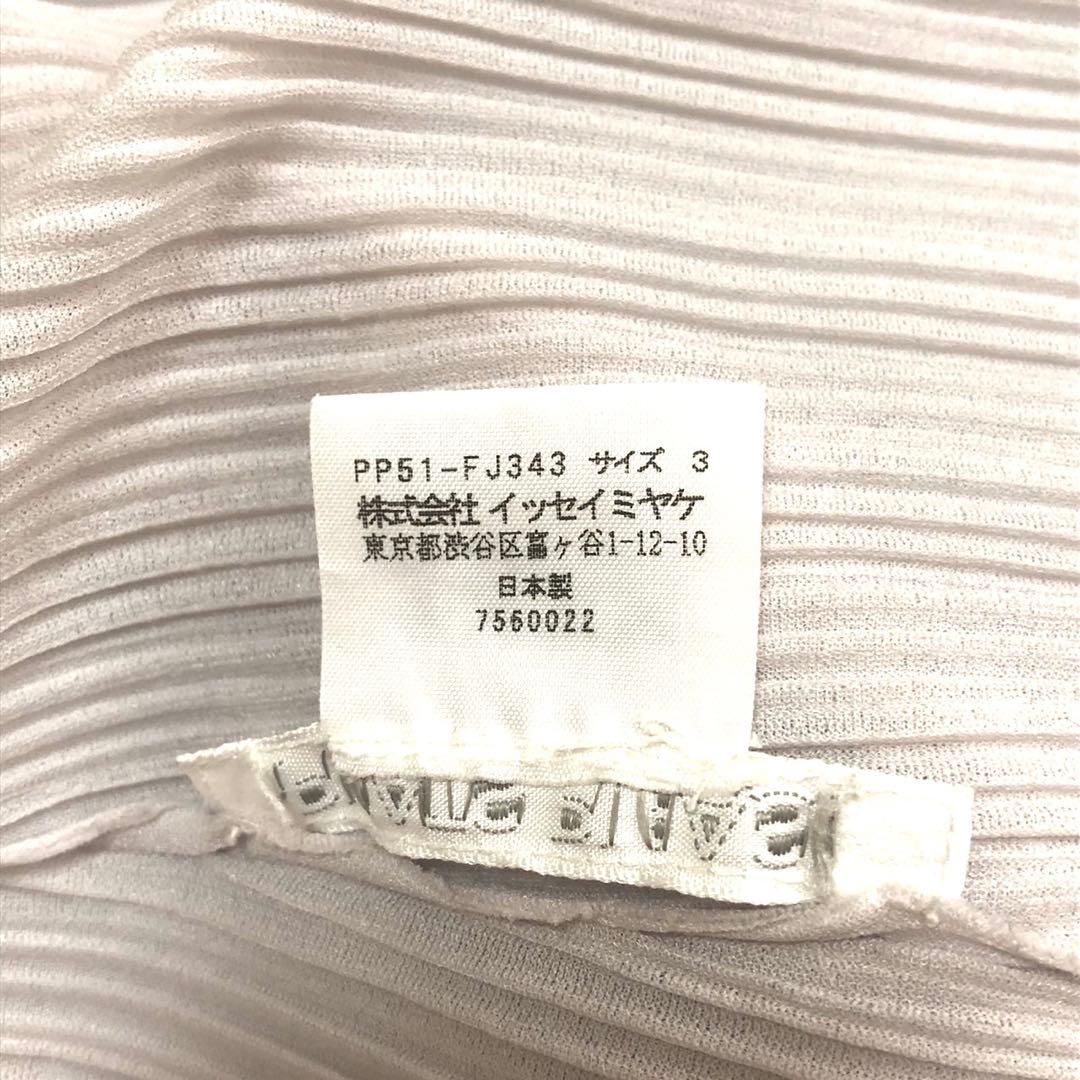 PP51-FJ343 サイズ 3
株式会社 イッセイミヤケ
東京都渋谷区富ヶ谷1-12-10
日本製
7560022